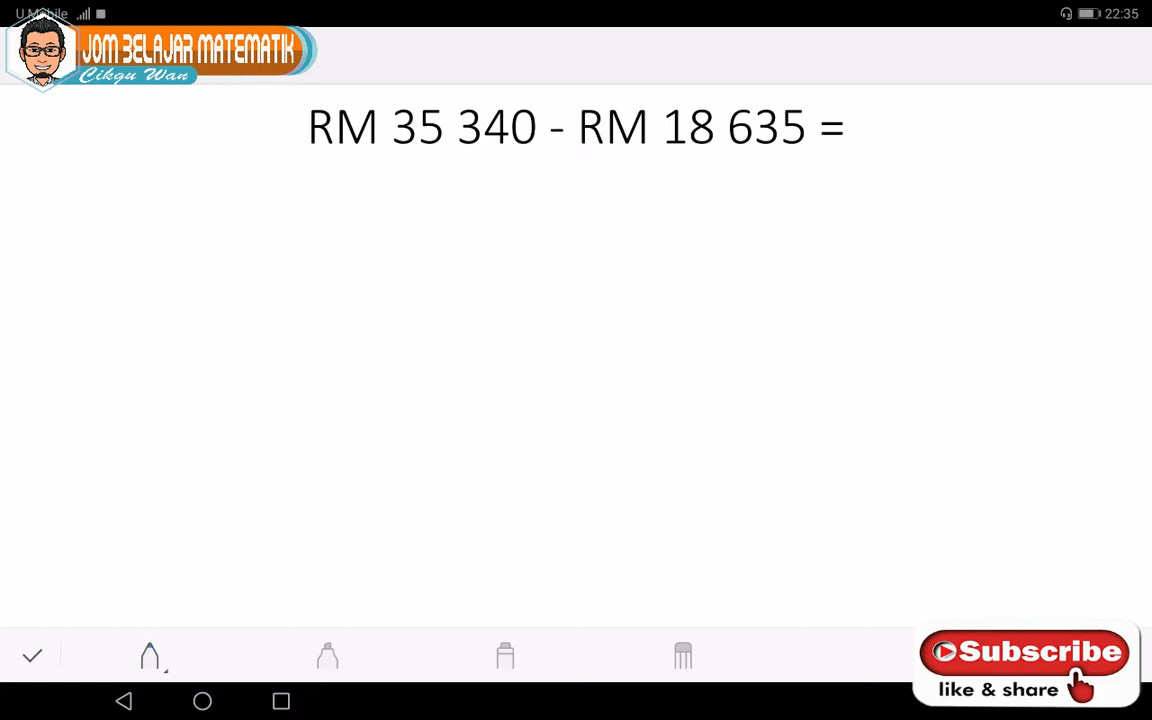 U Mobile
22:35
JOM BELAJAR MATEMATIK
Cikgu Wan
RM 35 340 - RM 18 635 =
Subscribe
like & share